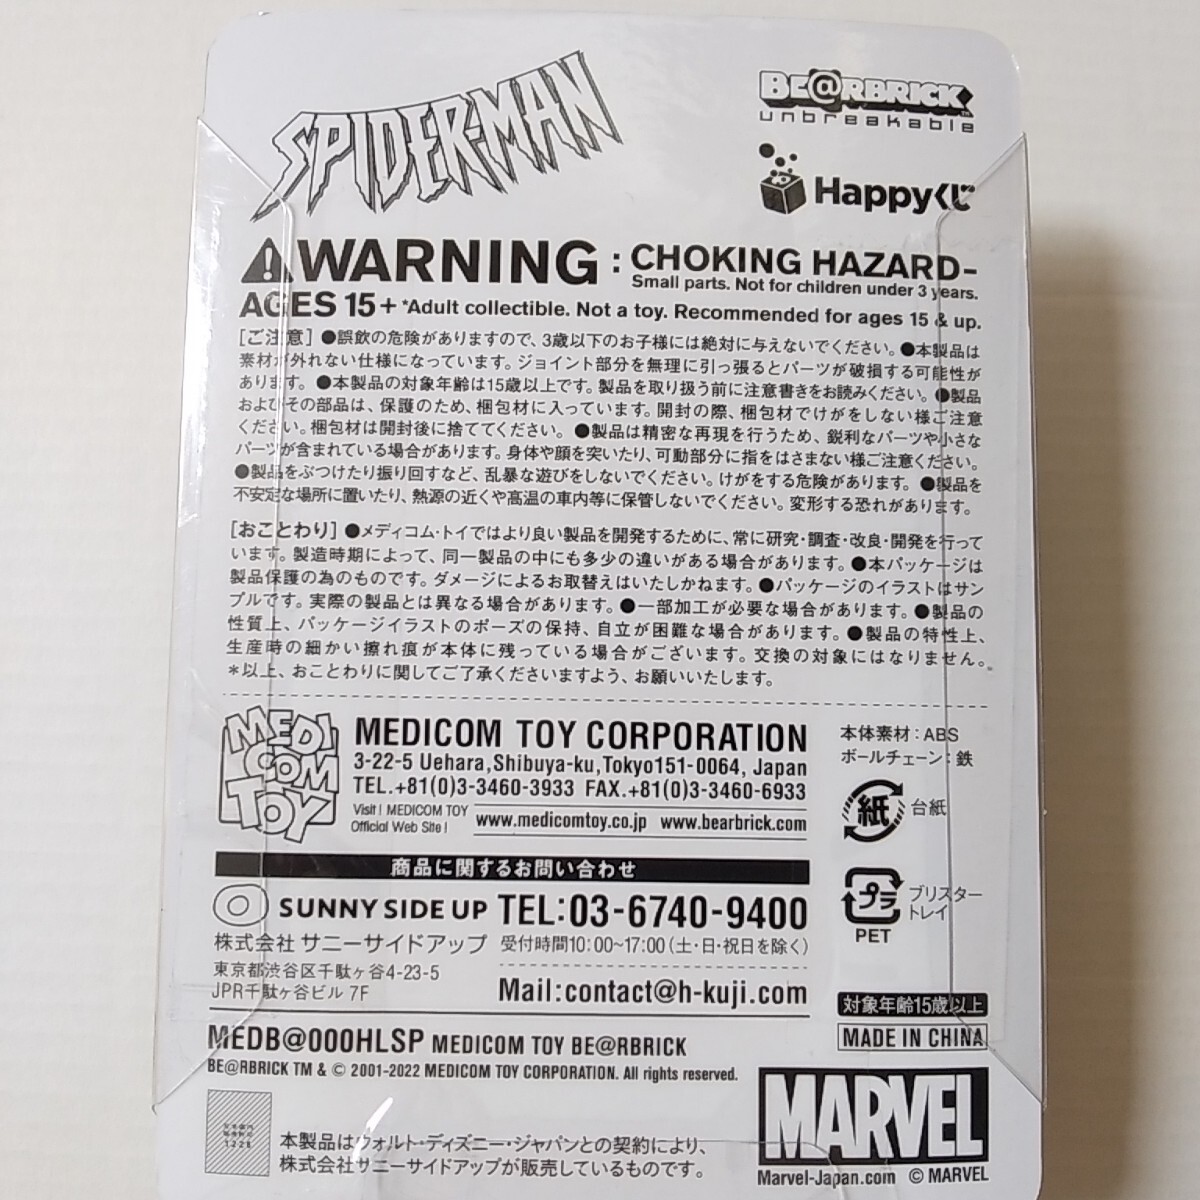 SPIDER-MAN
BE@RBRICK
unbreakable
Happyくじ
WARNING : CHOKING HAZARD-
Small parts. Not for children under 3 years.
AGES 15+ *Adult collectible. Not a toy. Recommended for ages 15 & up.
[ご注意] ●誤飲の危険がありますので、3歳以下のお子様には絶対に与えないでください。●本製品は
素材が外れない仕様になっています。ジョイント部分を無理に引っ張るとパーツが破損する可能性が
あります。●本製品の対象年齢は15歳以上です。製品を取り扱う前に注意書きをお読みください。●製品
およびその部品は、保護のため、梱包材に入っています。開封の際、梱包材でけがをしない様ご注意
ください。梱包材は開封後に捨ててください。●製品は精密な再現を行うため、鋭利なパーツや小さな
パーツが含まれている場合があります。身体や顔を突いたり、可動部分に指をはさまない様ご注意ください。
●製品をぶつけたり振り回すなど、乱暴な遊びをしないでください。けがをする危険があります。●製品を
不安定な場所に置いたり、熱源の近くや高温の車内等に保管しないでください。変形する恐れがあります。
[おことわり] ●メディコム・トイではより良い製品を開発するために、常に研究・調査・改良・開発を行って
います。製造時期によって、同一製品の中にも多少の違いがある場合があります。●本パッケージは
製品保護の為のものです。ダメージによるお取替えはいたしかねます。●パッケージのイラストはサン
プルです。実際の製品とは異なる場合があります。●一部加工が必要な場合があります。●製品の
性質上、パッケージイラストのポーズの保持、自立が困難な場合があります。●製品の特性上、
生産時の細かい擦れ痕が本体に残っている場合がございます。交換の対象にはなりません。
*以上、おことわりに関してご了承くださいますよう、お願いいたします。
MEDI
COM
TOY
MEDICOM TOY CORPORATION
3-22-5 Uehara,Shibuya-ku,Tokyo151-0064, Japan
TEL.+81(0)3-3460-3933 FAX.+81(0)3-3460-6933
Visit! MEDICOM TOY
Official Web Site!
www.medicomtoy.co.jp www.bearbrick.com
本体素材：ABS
ボールチェーン：鉄
紙 台紙
プラ ブリスター
トレイ
PET
商品に関するお問い合わせ
SUNNY SIDE UP TEL:03-6740-9400
株式会社 サニーサイドアップ 受付時間10:00~17:00(土・日・祝日を除く)
東京都渋谷区千駄ヶ谷4-23-5
JPR千駄ヶ谷ビル 7F
Mail:contact@h-kuji.com
対象年齢15歳以上
MADE IN CHINA
MEDB@000HLSP MEDICOM TOY BE@RBRICK
BE@RBRICK TM & © 2001-2022 MEDICOM TOY CORPORATION. All rights reserved.
1228
本製品はウォルト・ディズニー・ジャパンとの契約により、
株式会社サニーサイドアップが販売しているものです。
MARVEL
Marvel-Japan.com © MARVEL